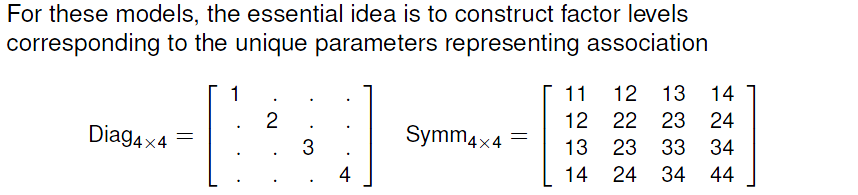 For these models, the essential idea is to construct factor levels
corresponding to the unique parameters representing association
1 . . . 11 12 13 14
. 2 . . 12 22 23 24
Diag4×4 = Symm4×4 =
. . 3 . 13 23 33 34
. . . 4 14 24 34 44